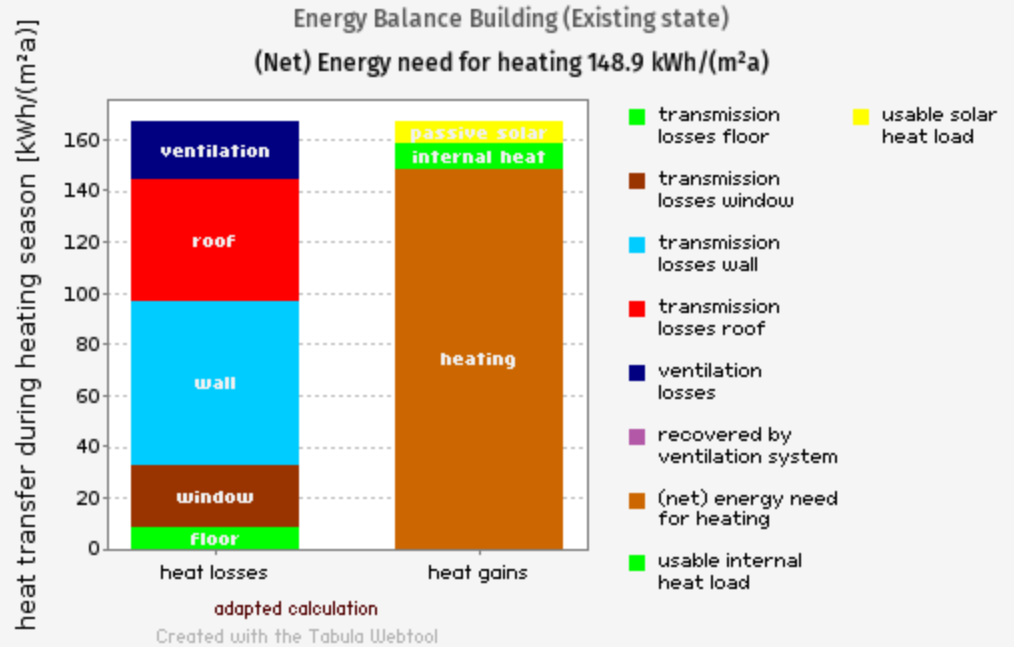 Energy Balance Building (Existing state)
(Net) Energy need for heating 148.9 kWh/(m²a)
heat transfer during heating season [kWh/(m²a)]
160
140
120
100
80
60
40
20
0
ventilation
roof
wall
window
floor
passive solar
internal heat
heating
heat losses
heat gains
transmission
losses floor
transmission
losses window
transmission
losses wall
transmission
losses roof
ventilation
losses
recovered by
ventilation system
(net) energy need
for heating
usable internal
heat load
usable solar
heat load
adapted calculation
Created with the Tabula Webtool